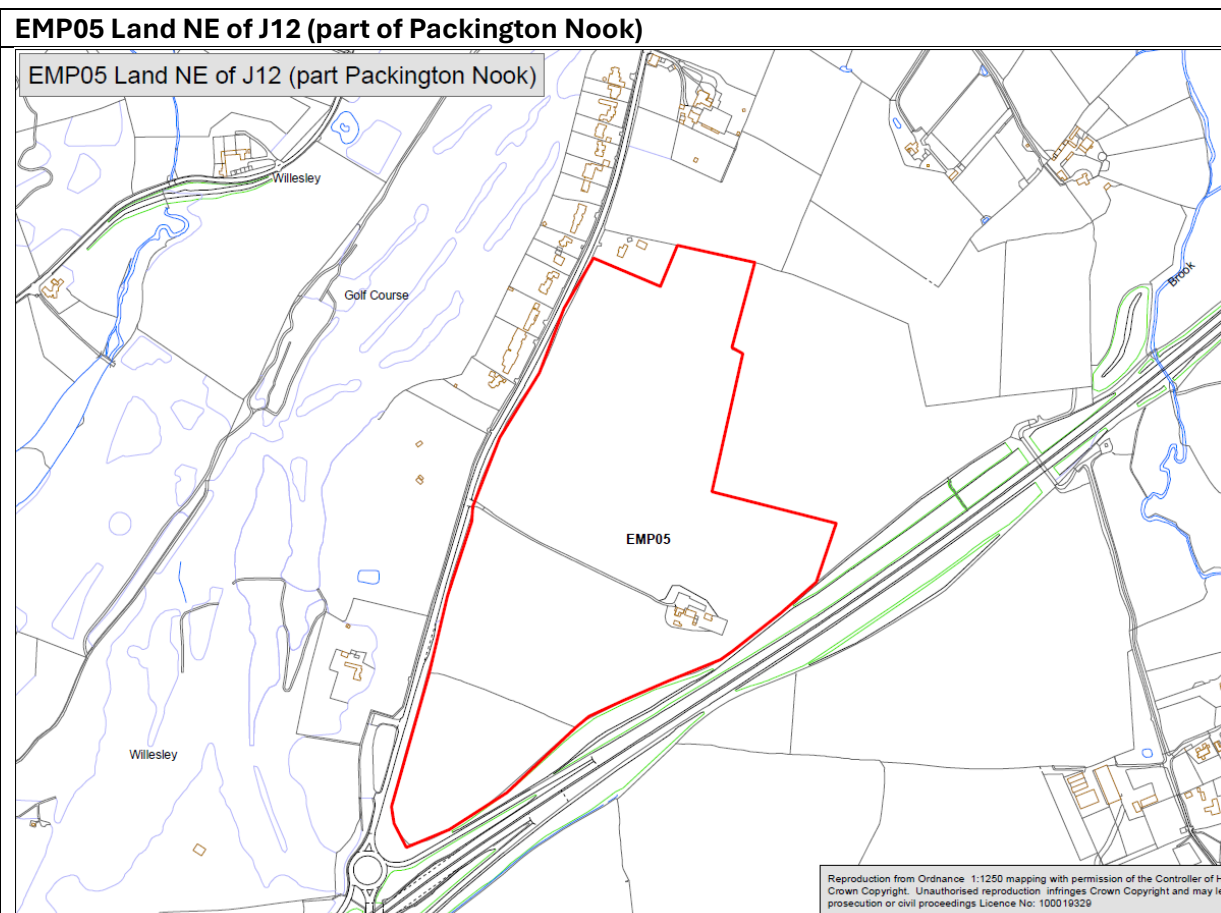 EMP05 Land NE of J12 (part of Packington Nook)
EMP05 Land NE of J12 (part Packington Nook)
Willesley
Golf Course
Brook
EMP05
Willesley
Reproduction from Ordnance 1:1250 mapping with permission of the Controller of H
Crown Copyright. Unauthorised reproduction infringes Crown Copyright and may le
prosecution or civil proceedings Licence No: 100019329